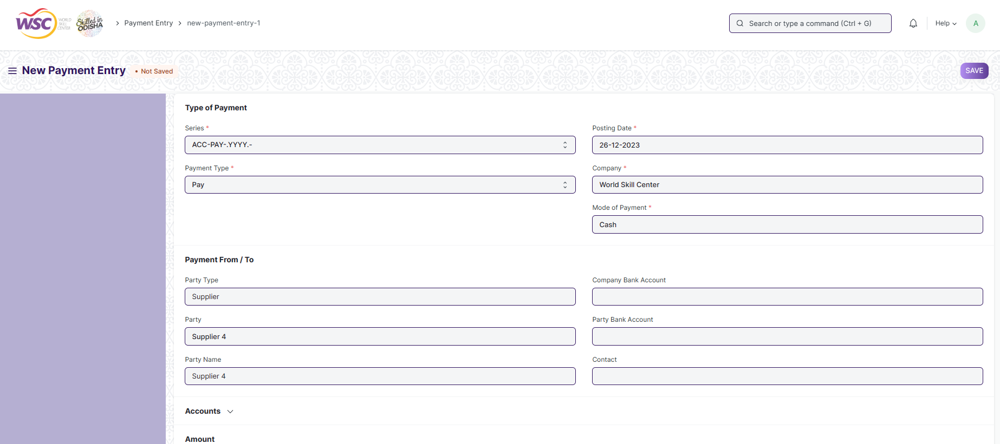 WSC WORLD SKILL CENTER
Skilled in ODISHA
Payment Entry
new-payment-entry-1
Search or type a command (Ctrl + G)
Help
A
New Payment Entry
• Not Saved
SAVE
Type of Payment
Series *
ACC-PAY-.YYYY.-
Posting Date *
26-12-2023
Payment Type *
Pay
Company *
World Skill Center
Mode of Payment *
Cash
Payment From / To
Party Type
Supplier
Company Bank Account
Party
Supplier 4
Party Bank Account
Party Name
Supplier 4
Contact
Accounts
Amount